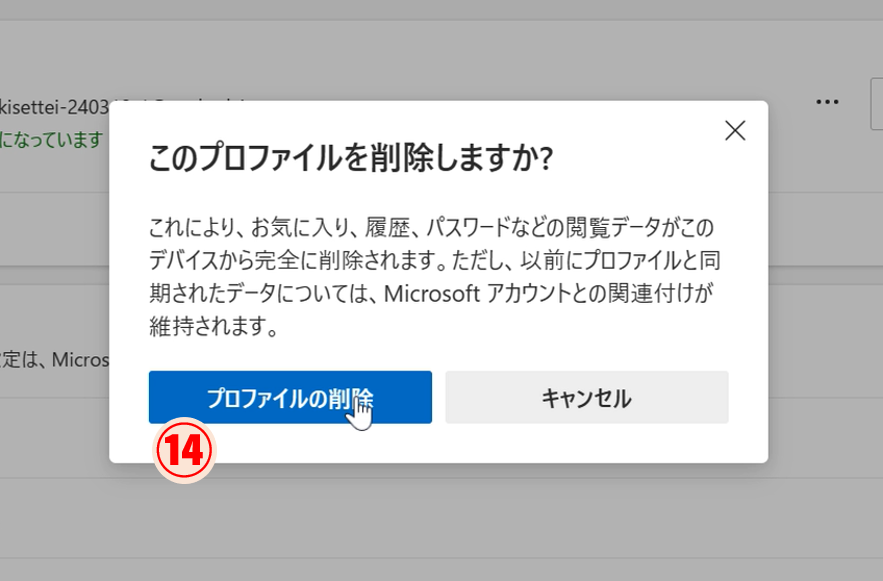 kisettei-2403
になっています
このプロファイルを削除しますか?
これにより、お気に入り、履歴、パスワードなどの閲覧データがこの
デバイスから完全に削除されます。ただし、以前にプロファイルと同
期されたデータについては、Microsoft アカウントとの関連付けが
維持されます。
定は、Micros
プロファイルの削除
キャンセル
14